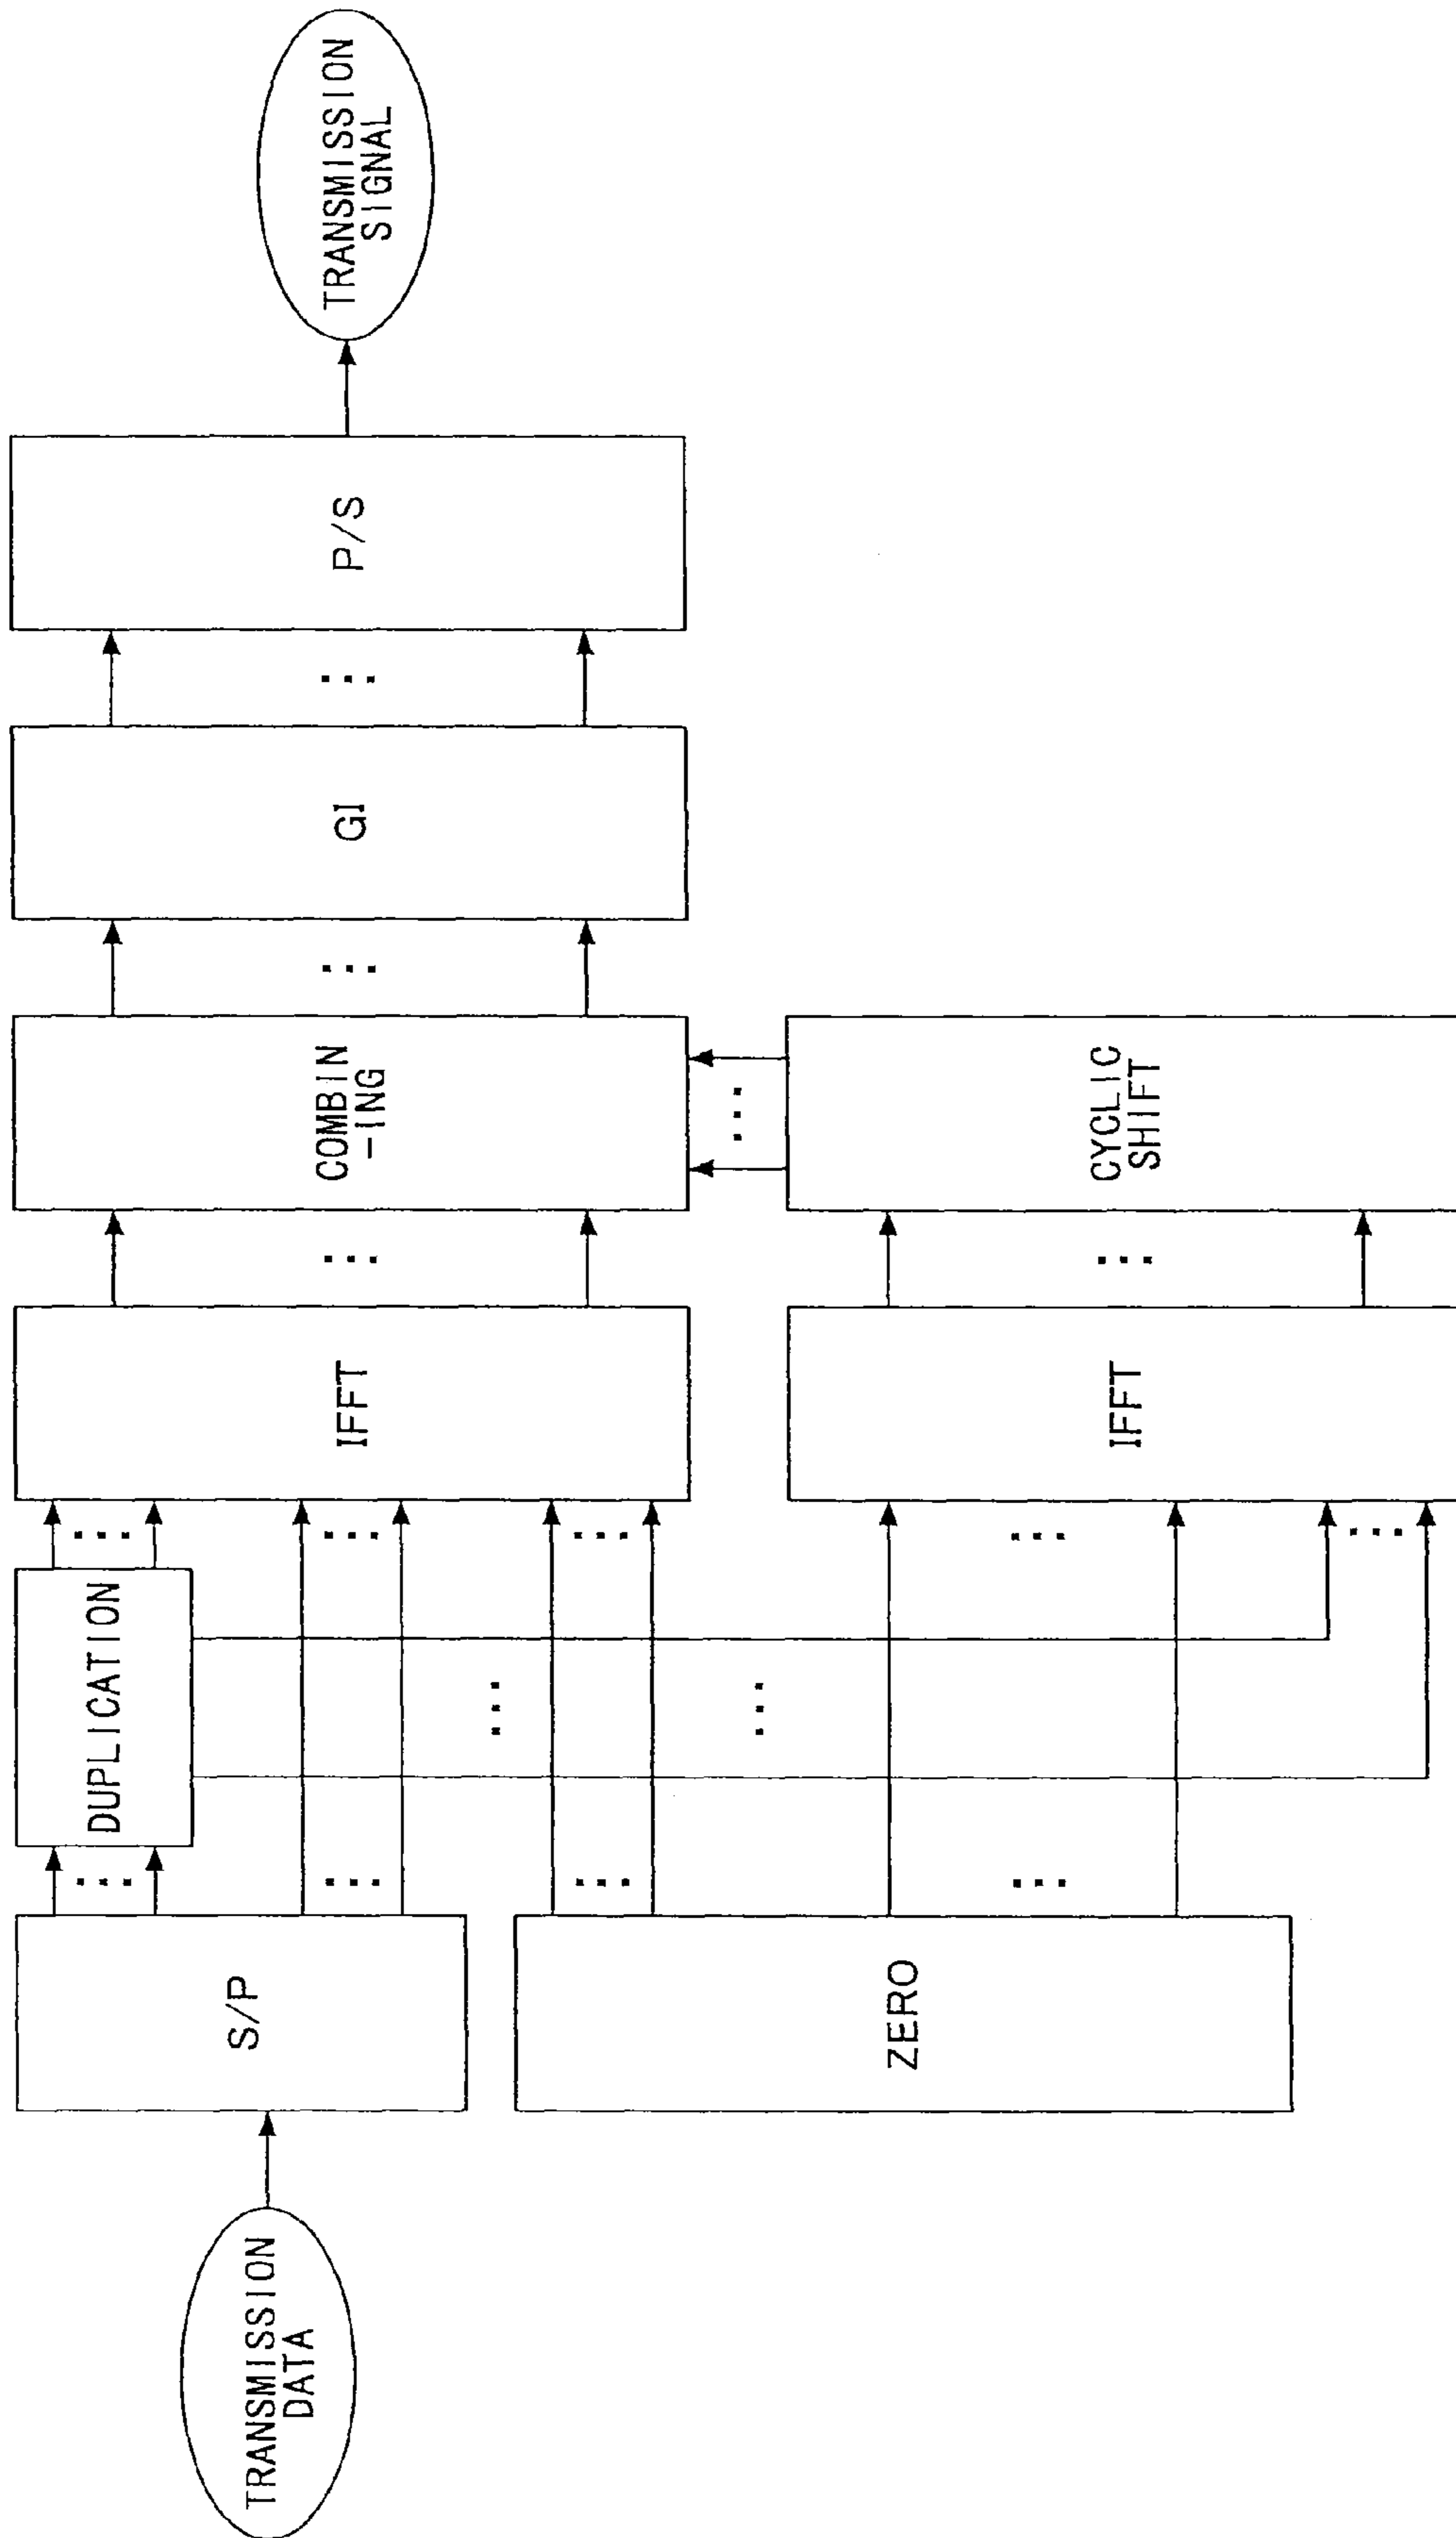 TRANSMISSION
DATA
S/P
ZERO
DUPLICATION
IFFT
IFFT
COMBIN
-ING
CYCLIC
SHIFT
GI
P/S
TRANSMISSION
SIGNAL